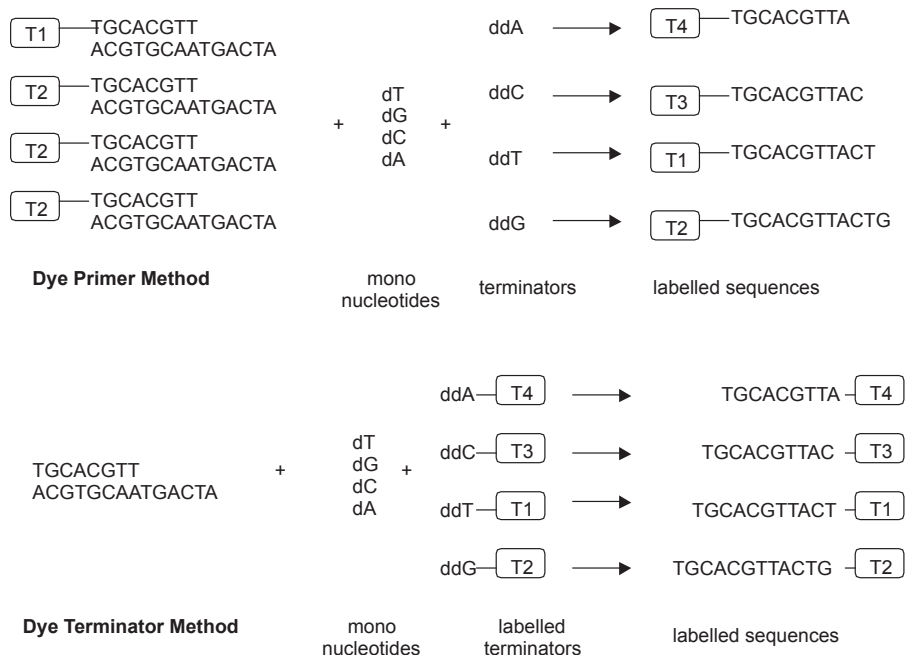 T1 TGCACGTT
ACGTGCAATGACTA
T2 TGCACGTT
ACGTGCAATGACTA
T2 TGCACGTT
ACGTGCAATGACTA
T2 TGCACGTT
ACGTGCAATGACTA
+
dT
dG
dC
dA
+
ddA
ddC
ddT
ddG
T4 TGCACGTTA
T3 TGCACGTTAC
T1 TGCACGTTACT
T2 TGCACGTTACTG
Dye Primer Method
mono
nucleotides
terminators
labelled sequences
TGCACGTT
ACGTGCAATGACTA
+
dT
dG
dC
dA
+
ddA T4
ddC T3
ddT T1
ddG T2
TGCACGTTA T4
TGCACGTTAC T3
TGCACGTTACT T1
TGCACGTTACTG T2
Dye Terminator Method
mono
nucleotides
labelled
terminators
labelled sequences